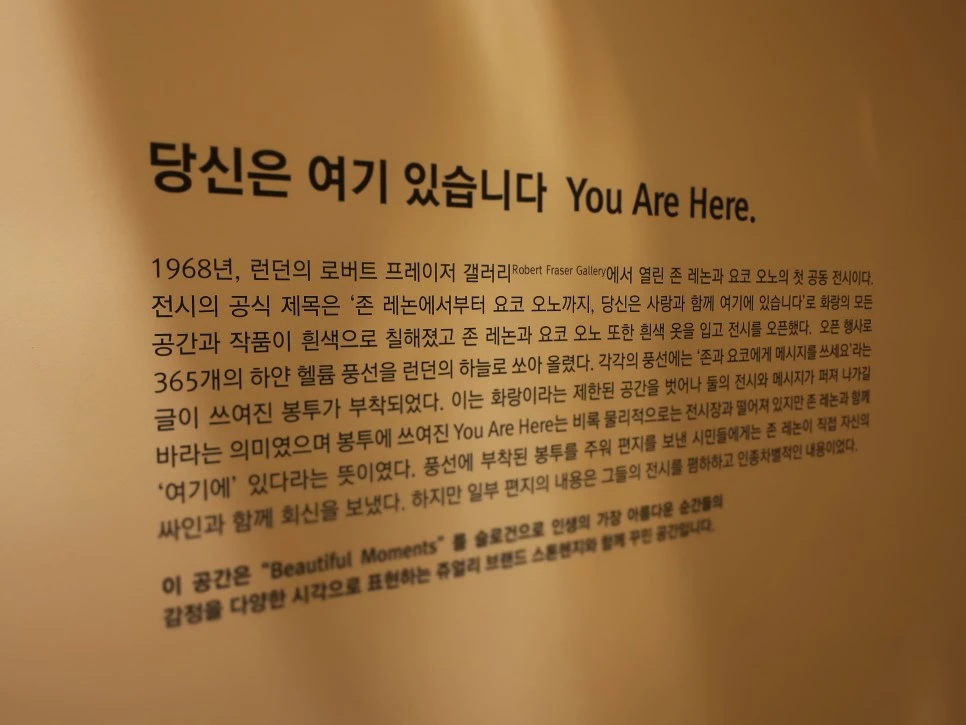 당신은 여기 있습니다 You Are Here.
1968년, 런던의 로버트 프레이저 갤러리Robert Fraser Gallery에서 열린 존 레논과 요코 오노의 첫 공동 전시이다.
전시의 공식 제목은 ‘존 레논에서부터 요코 오노까지, 당신은 사랑과 함께 여기에 있습니다’로 화랑의 모든
공간과 작품이 흰색으로 칠해졌고 존 레논과 요코 오노 또한 흰색 옷을 입고 전시를 오픈했다. 오픈 행사로
365개의 하얀 헬륨 풍선을 런던의 하늘로 쏘아 올렸다. 각각의 풍선에는 ‘존과 요코에게 메시지를 쓰세요’라는
글이 쓰여진 봉투가 부착되었다. 이는 화랑이라는 제한된 공간을 벗어나 둘의 전시와 메시지가 퍼져 나가길
바라는 의미였으며 봉투에 쓰여진 You Are Here는 비록 물리적으로는 전시장과 떨어져 있지만 존 레논과 함께
‘여기에’ 있다라는 뜻이였다. 풍선에 부착된 봉투를 주워 편지를 보낸 시민들에게는 존 레논이 직접 자신의
싸인과 함께 회신을 보냈다. 하지만 일부 편지의 내용은 그들의 전시를 폄하하고 인종차별적인 내용이었다.
이 공간은 “Beautiful Moments” 를 슬로건으로 인생의 가장 아름다운 순간들의
감정을 다양한 시각으로 표현하는 쥬얼리 브랜드 스톤헨지와 함께 꾸민 공간입니다.